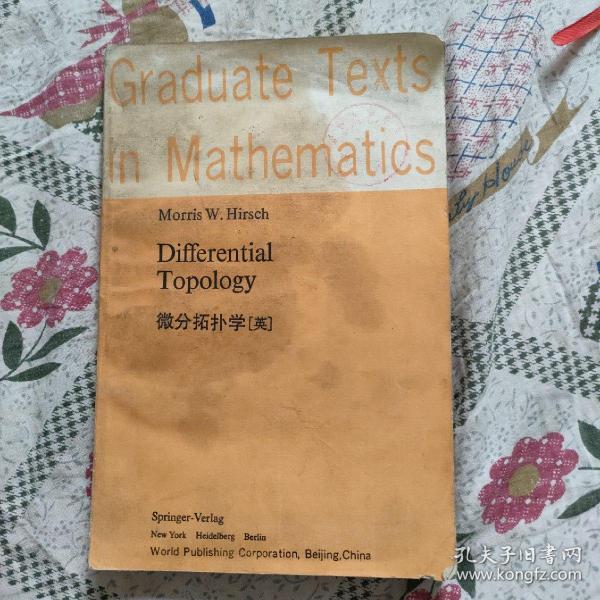 Graduate Texts
in Mathematics
Morris W. Hirsch
Differential
Topology
微分拓扑学[英]
Springer-Verlag
New York Heidelberg Berlin
World Publishing Corporation, Beijing,China
孔夫子旧书网
www.kongfz.com